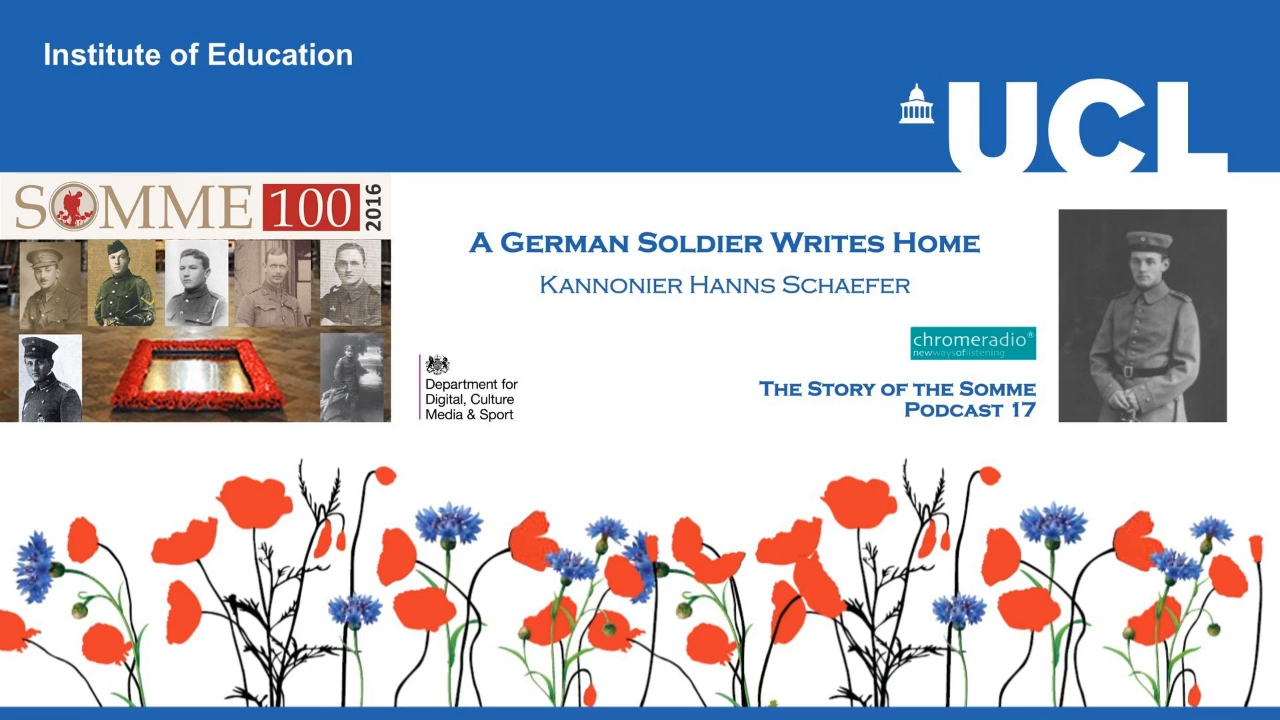 Institute of Education
UCL
SOMME 100 2016
A GERMAN SOLDIER WRITES HOME
KANNONIER HANNS SCHAEFER
chromeradio®
newwaysoflistening
Department for
Digital, Culture
Media & Sport
THE STORY OF THE SOMME
PODCAST 17